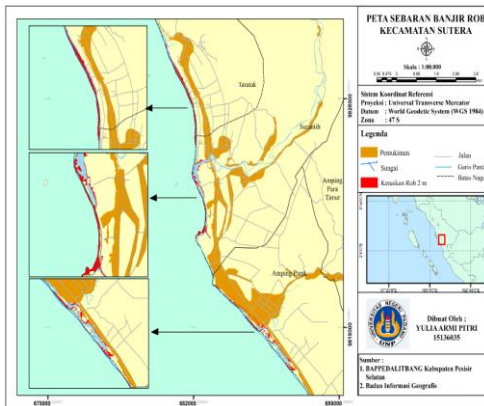 PETA SEBARAN BANJIR ROB
KECAMATAN SUTERA
Skala : 1:80.000
Sistem Koordinat Referensi
Proyeksi : Universal Transverse Mercator
Datum : World Geodetic System (WGS 1984)
Zona : 47 S
Legenda
Permukiman
Sungai
Kenaikan Rob 2 m
Jalan
Garis Pantai
Batas Nagari
Taratak
Surantih
Amping
Parak
Timur
Amping Parak
675000
682000
689000
Dibuat Oleh :
YULIA ARMI PITRI
15136035
UNP
Sumber :
1. BAPPEDALITBANG Kabupaten Pesisir
Selatan
2. Badan Informasi Geografis